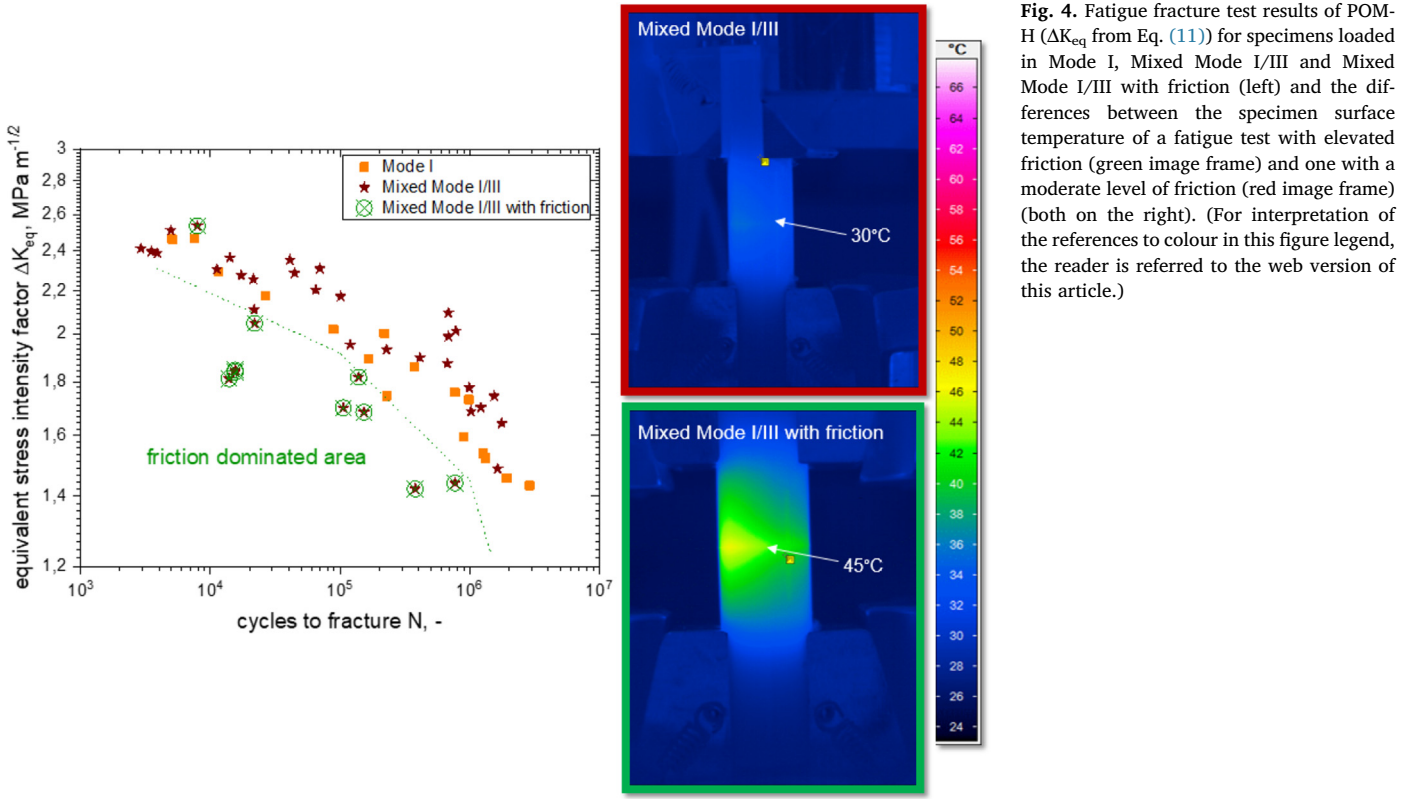 equivalent stress intensity factor ΔKeq, MPa m-1/2
3
2,8
2,6
2,4
2,2
2
1,8
1,6
1,4
1,2
103
104
105
106
107
cycles to fracture N, -
Mode I
Mixed Mode I/III
Mixed Mode I/III with friction
friction dominated area
Mixed Mode I/III
30°C
Mixed Mode I/III with friction
45°C
°C
66
64
62
60
58
56
54
52
50
48
46
44
42
40
38
36
34
32
30
28
26
24
Fig. 4. Fatigue fracture test results of POM-
H (ΔKeq from Eq. (11)) for specimens loaded
in Mode I, Mixed Mode I/III and Mixed
Mode I/III with friction (left) and the dif-
ferences between the specimen surface
temperature of a fatigue test with elevated
friction (green image frame) and one with a
moderate level of friction (red image frame)
(both on the right). (For interpretation of
the references to colour in this figure legend,
the reader is referred to the web version of
this article.)